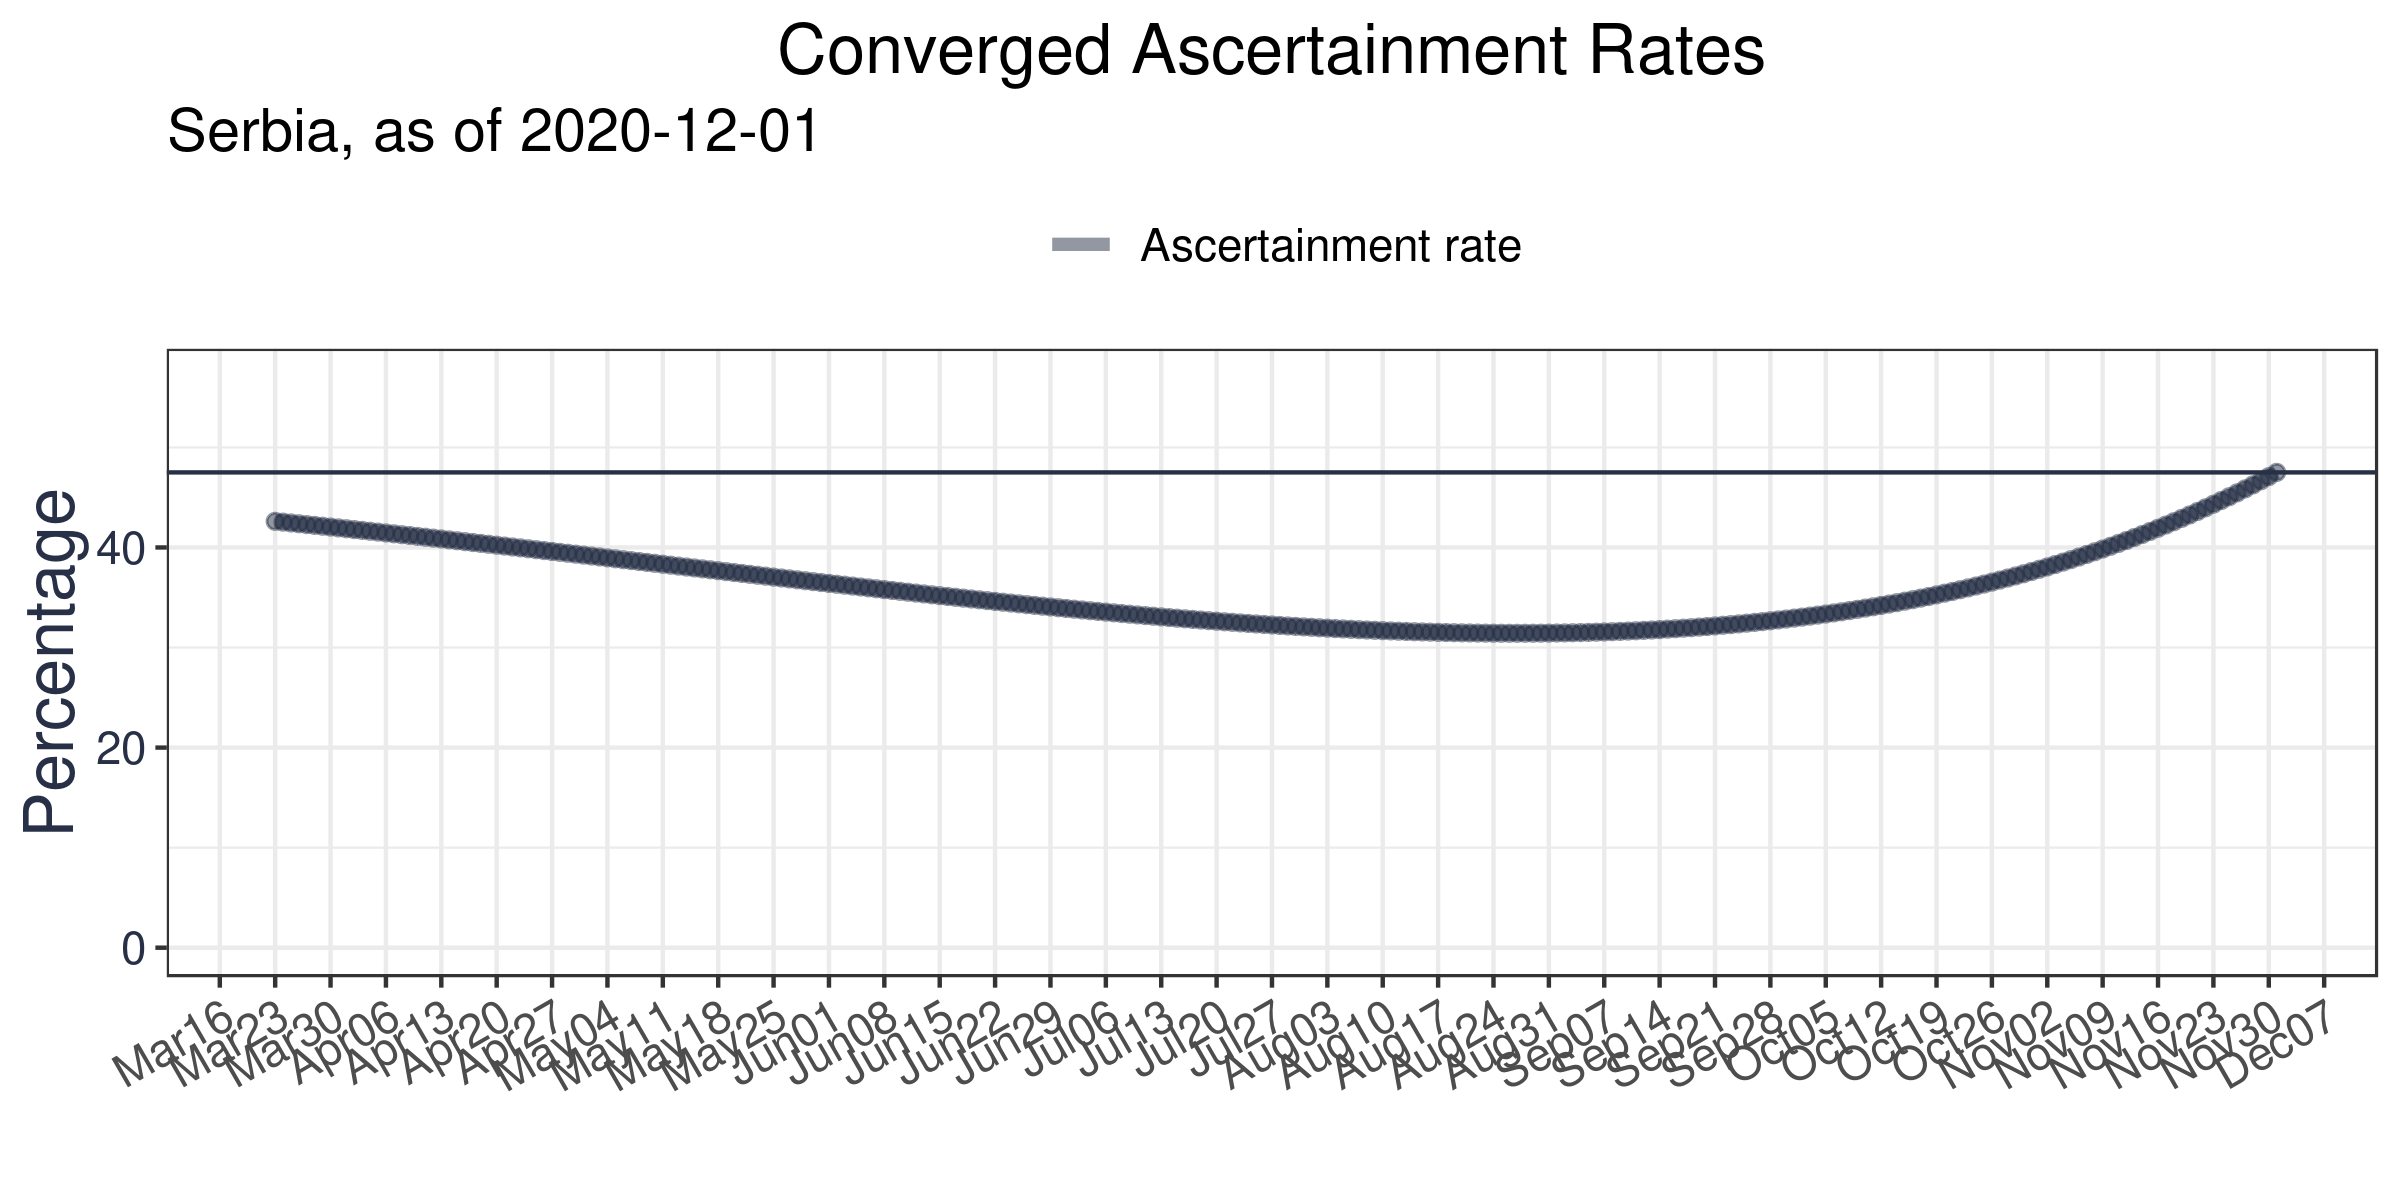 Converged Ascertainment Rates
Serbia, as of 2020-12-01
Ascertainment rate
Percentage
40
20
0
Mar16
Mar23
Mar30
Apr06
Apr13
Apr20
Apr27
May04
May11
May18
May25
Jun01
Jun08
Jun15
Jun22
Jun29
Jul06
Jul13
Jul20
Jul27
Aug03
Aug10
Aug17
Aug24
Aug31
Sep07
Sep14
Sep21
Sep28
Oct05
Oct12
Oct19
Oct26
Nov02
Nov09
Nov16
Nov23
Nov30
Dec07